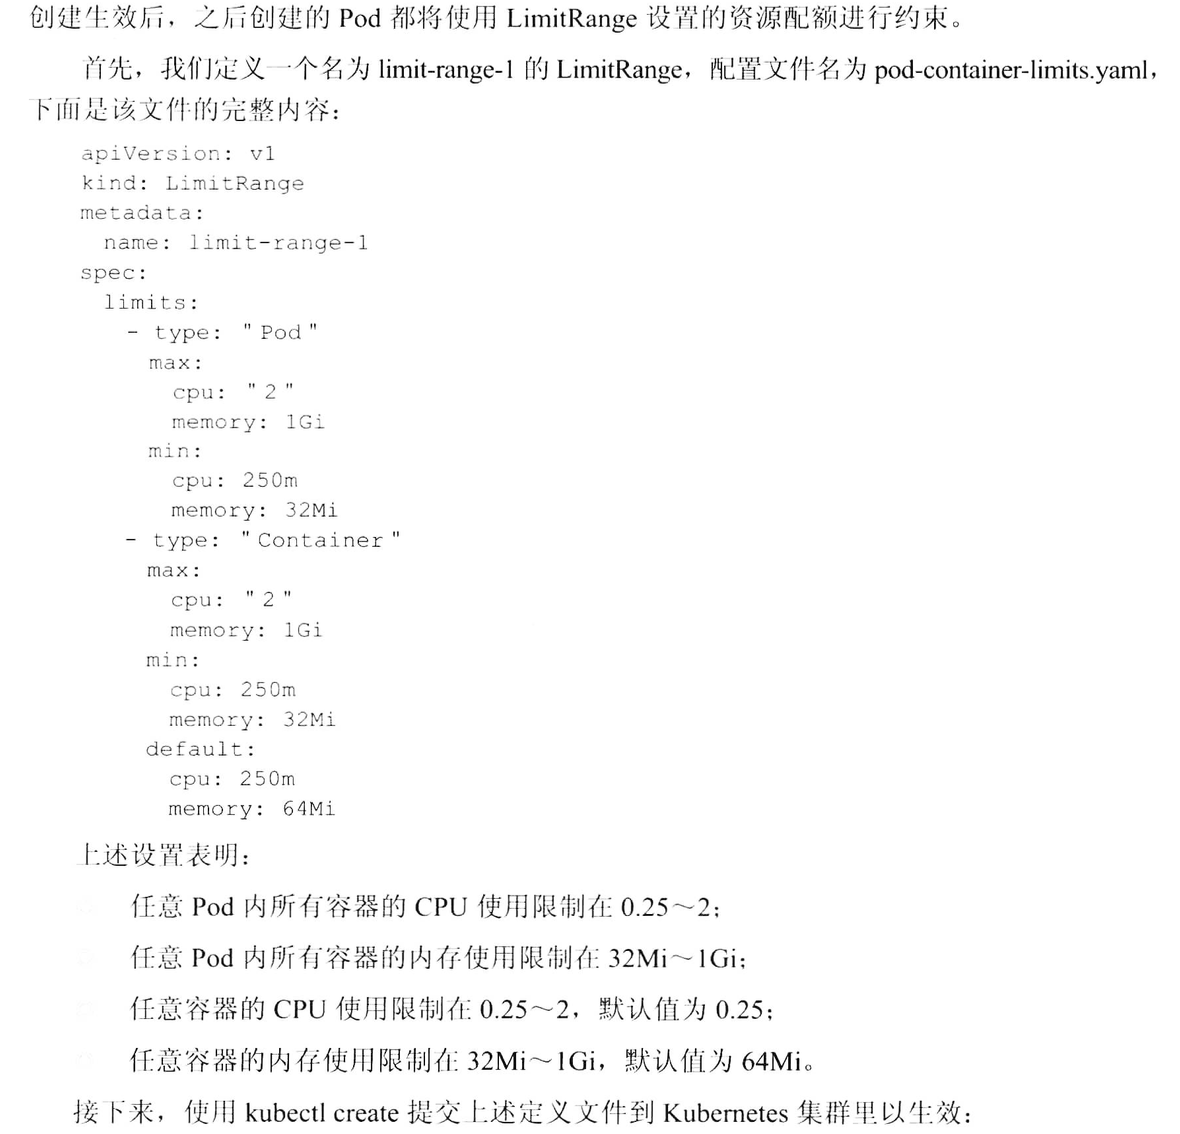 创建生效后，之后创建的 Pod 都将使用 LimitRange 设置的资源配额进行约束。
首先，我们定义一个名为 limit-range-1 的 LimitRange，配置文件名为 pod-container-limits.yaml，
下面是该文件的完整内容：
apiVersion: v1
kind: LimitRange
metadata:
  name: limit-range-1
spec:
  limits:
    - type: "Pod"
      max:
        cpu: "2"
        memory: 1Gi
      min:
        cpu: 250m
        memory: 32Mi
    - type: "Container"
      max:
        cpu: "2"
        memory: 1Gi
      min:
        cpu: 250m
        memory: 32Mi
      default:
        cpu: 250m
        memory: 64Mi
上述设置表明：
任意 Pod 内所有容器的 CPU 使用限制在 0.25～2；
任意 Pod 内所有容器的内存使用限制在 32Mi～1Gi；
任意容器的 CPU 使用限制在 0.25～2，默认值为 0.25；
任意容器的内存使用限制在 32Mi～1Gi，默认值为 64Mi。
接下来，使用 kubectl create 提交上述定义文件到 Kubernetes 集群里以生效：